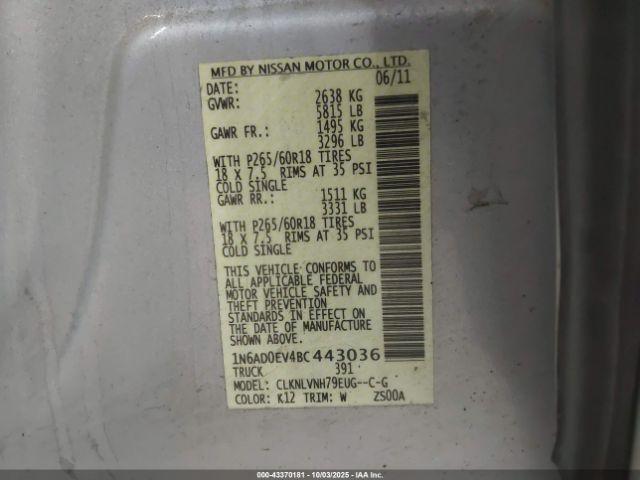 MFD BY NISSAN MOTOR CO., LTD.
DATE: 06/11
GVWR: 2638 KG
5815 LB
GAWR FR.: 1495 KG
3296 LB
WITH P265/60R18 TIRES
18 X 7.5 RIMS AT 35 PSI
COLD SINGLE
GAWR RR.: 1511 KG
3331 LB
WITH P265/60R18 TIRES
18 X 7.5 RIMS AT 35 PSI
COLD SINGLE
THIS VEHICLE CONFORMS TO
ALL APPLICABLE FEDERAL
MOTOR VEHICLE SAFETY AND
THEFT PREVENTION
STANDARDS IN EFFECT ON
THE DATE OF MANUFACTURE
1N6AD0EV4BC443036
TRUCK 391
MODEL: CLKNLVNH79EUG--C-G
COLOR: K12 TRIM: W ZS00A
000-43370181 - 10/03/2025 - IAA Inc.